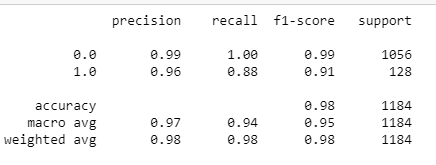 precision recall f1-score support
0.0 0.99 1.00 0.99 1056
1.0 0.96 0.88 0.91 128
accuracy 0.98 1184
macro avg 0.97 0.94 0.95 1184
weighted avg 0.98 0.98 0.98 1184